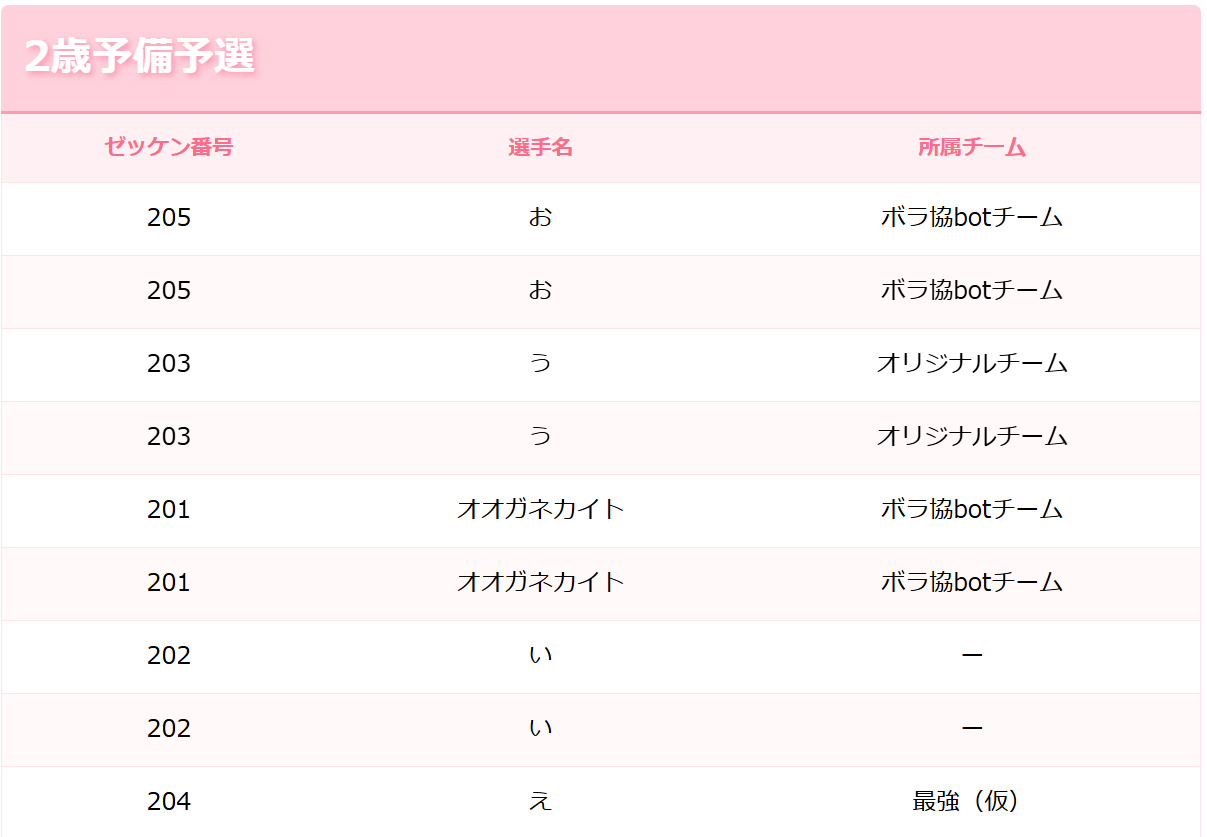 2歳予備予選
ゼッケン番号 選手名 所属チーム
205 お ボラ協botチーム
205 お ボラ協botチーム
203 う オリジナルチーム
203 う オリジナルチーム
201 オオガネカイト ボラ協botチーム
201 オオガネカイト ボラ協botチーム
202 い ー
202 い ー
204 え 最強（仮）